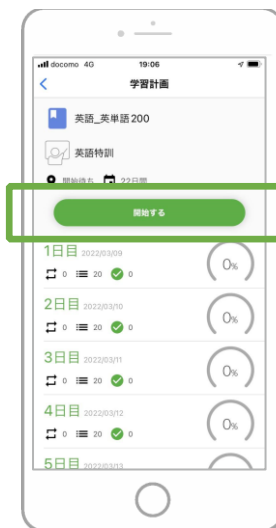 docomo 4G 19:06
学習計画
英語_英単語200
英語特訓
開始待ち 22日間
開始する
1日目 2022/03/09
0 20 0
0%
2日目 2022/03/10
0 20 0
0%
3日目 2022/03/11
0 20 0
0%
4日目 2022/03/12
0 20 0
0%
5日目 2022/03/13